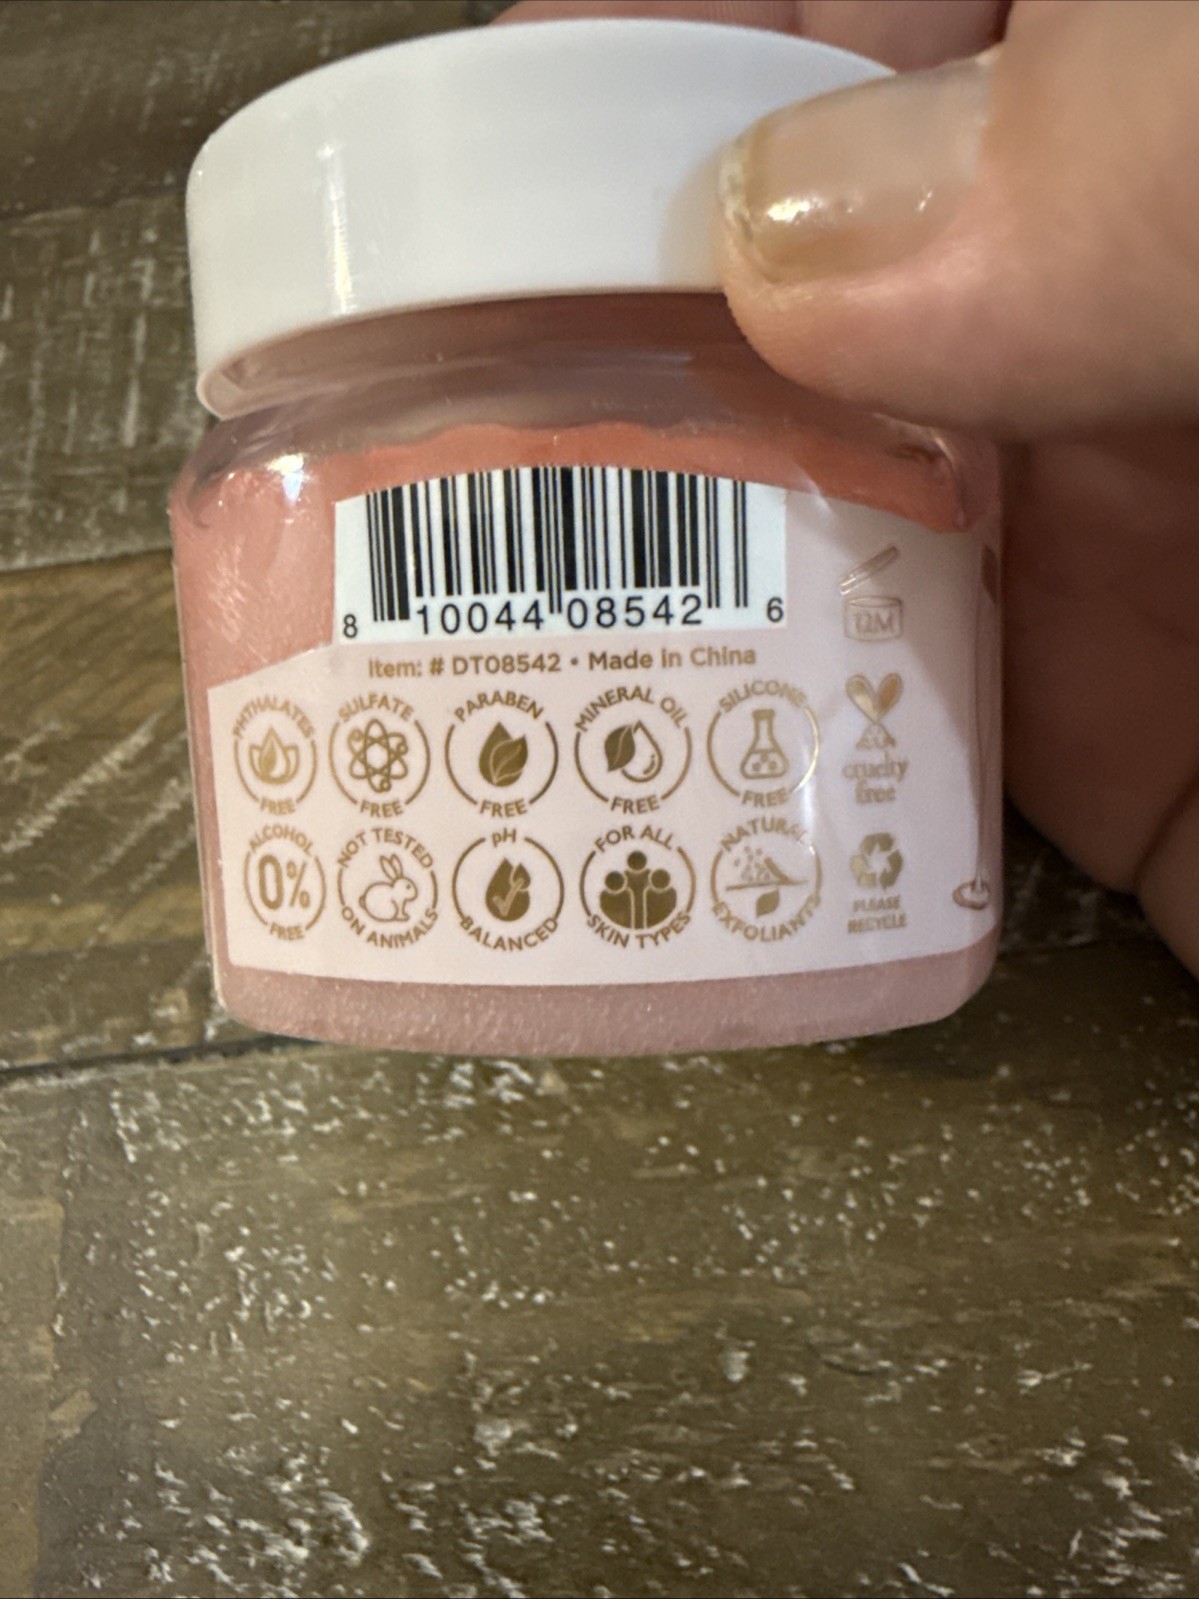 8 10044 08542 6
Item: # DT08542 • Made in China
12M
PHTHALATES FREE
SULFATE FREE
PARABEN FREE
MINERAL OIL FREE
SILICONE FREE
cruelty
free
ALCOHOL 0% FREE
NOT TESTED ON ANIMALS
pH BALANCED
FOR ALL SKIN TYPES
NATURAL EXFOLIANTS
PLEASE
RECYCLE